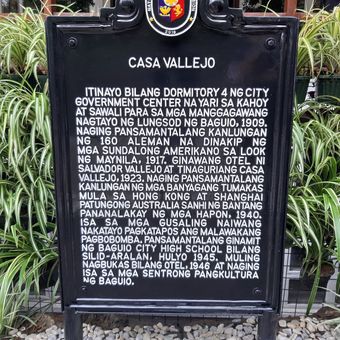 2019
CASA VALLEJO
ITINAYO BILANG DORMITORY 4 NG CITY
GOVERNMENT CENTER NA YARI SA KAHOY
AT SAWALI PARA SA MGA MANGGAGAWANG
NAGTAYO NG LUNGSOD NG BAGUIO, 1909.
NAGING PANSAMANTALANG KANLUNGAN
NG 160 ALEMAN NA DINAKIP NG
MGA SUNDALONG AMERIKANO SA LOOK
NG MAYNILA, 1917. GINAWANG OTEL NI
SALVADOR VALLEJO AT TINAGURIANG CASA
VALLEJO, 1923. NAGING PANSAMANTALANG
KANLUNGAN NG MGA BANYAGANG TUMAKAS
MULA SA HONG KONG AT SHANGHAI
PATUNGONG AUSTRALIA SANHI NG BANTANG
PANANALAKAY NG MGA HAPON, 1940.
ISA SA MGA GUSALING NAIWANG
NAKATAYO PAGKATAPOS ANG MALAWAKANG
PAGBOBOMBA. PANSAMANTALANG GINAMIT
NG BAGUIO CITY HIGH SCHOOL BILANG
SILID-ARALAN, HULYO 1945. MULING
NAGBUKAS BILANG OTEL, 1946 AT NAGING
ISA SA MGA SENTRONG PANGKULTURA
NG BAGUIO.